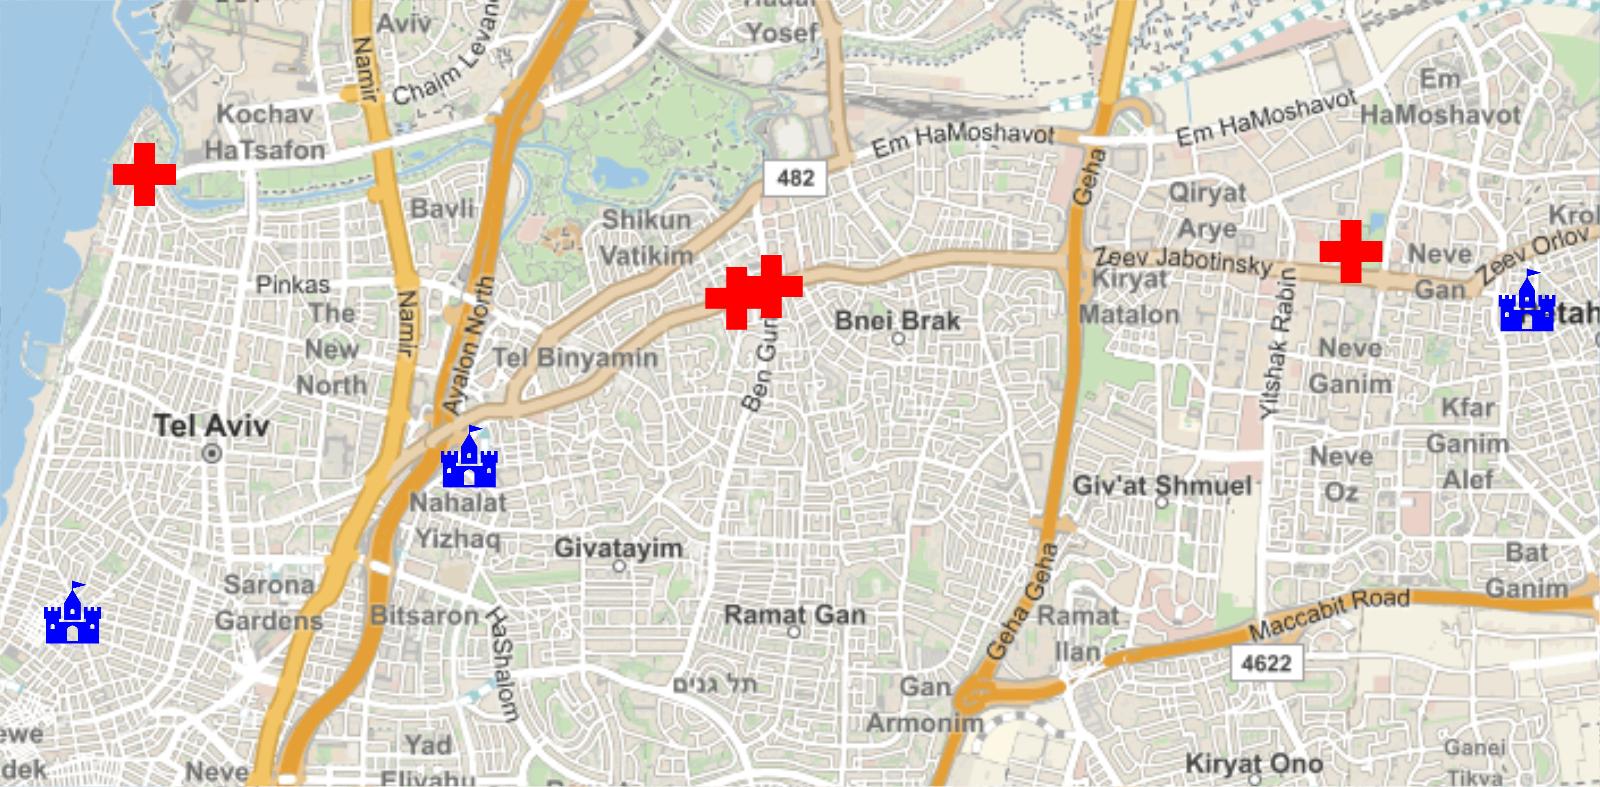 Aviv
Namir
Chaim Levanon
Yosef
Kochav
HaTsafon
Em HaMoshavot
Em HaMoshavot
Em
HaMoshavot
482
Geha
Bavli
Shikun
Vatikim
Qiryat
Arye
Neve
Gan
Zeev Orlov
Zeev Jabotinsky
Kiryat
Matalon
Pinkas
The
New
North
Namir
Ayalon North
Tel Binyamin
Bnei Brak
Yitshak Rabin
Neve
Ganim
Kfar
Ganim
Alef
Tel Aviv
Nahalat
Yizhaq
Giv'at Shmuel
Neve
Oz
Givatayim
Geha Geha
Bat
Ganim
Sarona
Gardens
Bitsaron
HaShalom
Ramat Gan
Ramat
Ilan
Maccabit Road
4622
תל גנים
Gan
Armonim
Yad
Eliyahu
Neve
Kiryat Ono
Ganei
Tikva